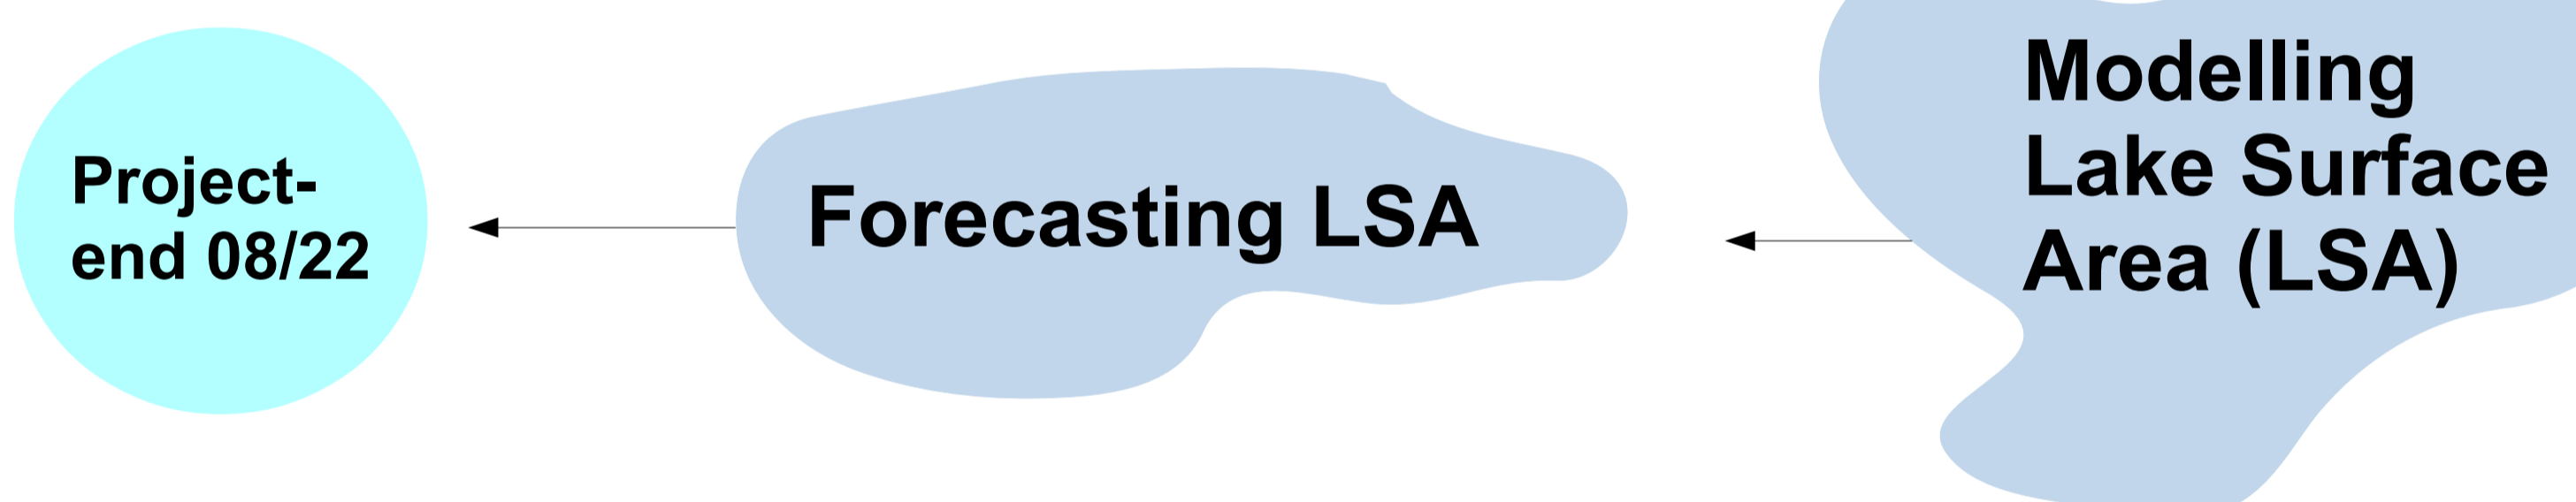 Project-
end 08/22
Forecasting LSA
Modelling
Lake Surface
Area (LSA)